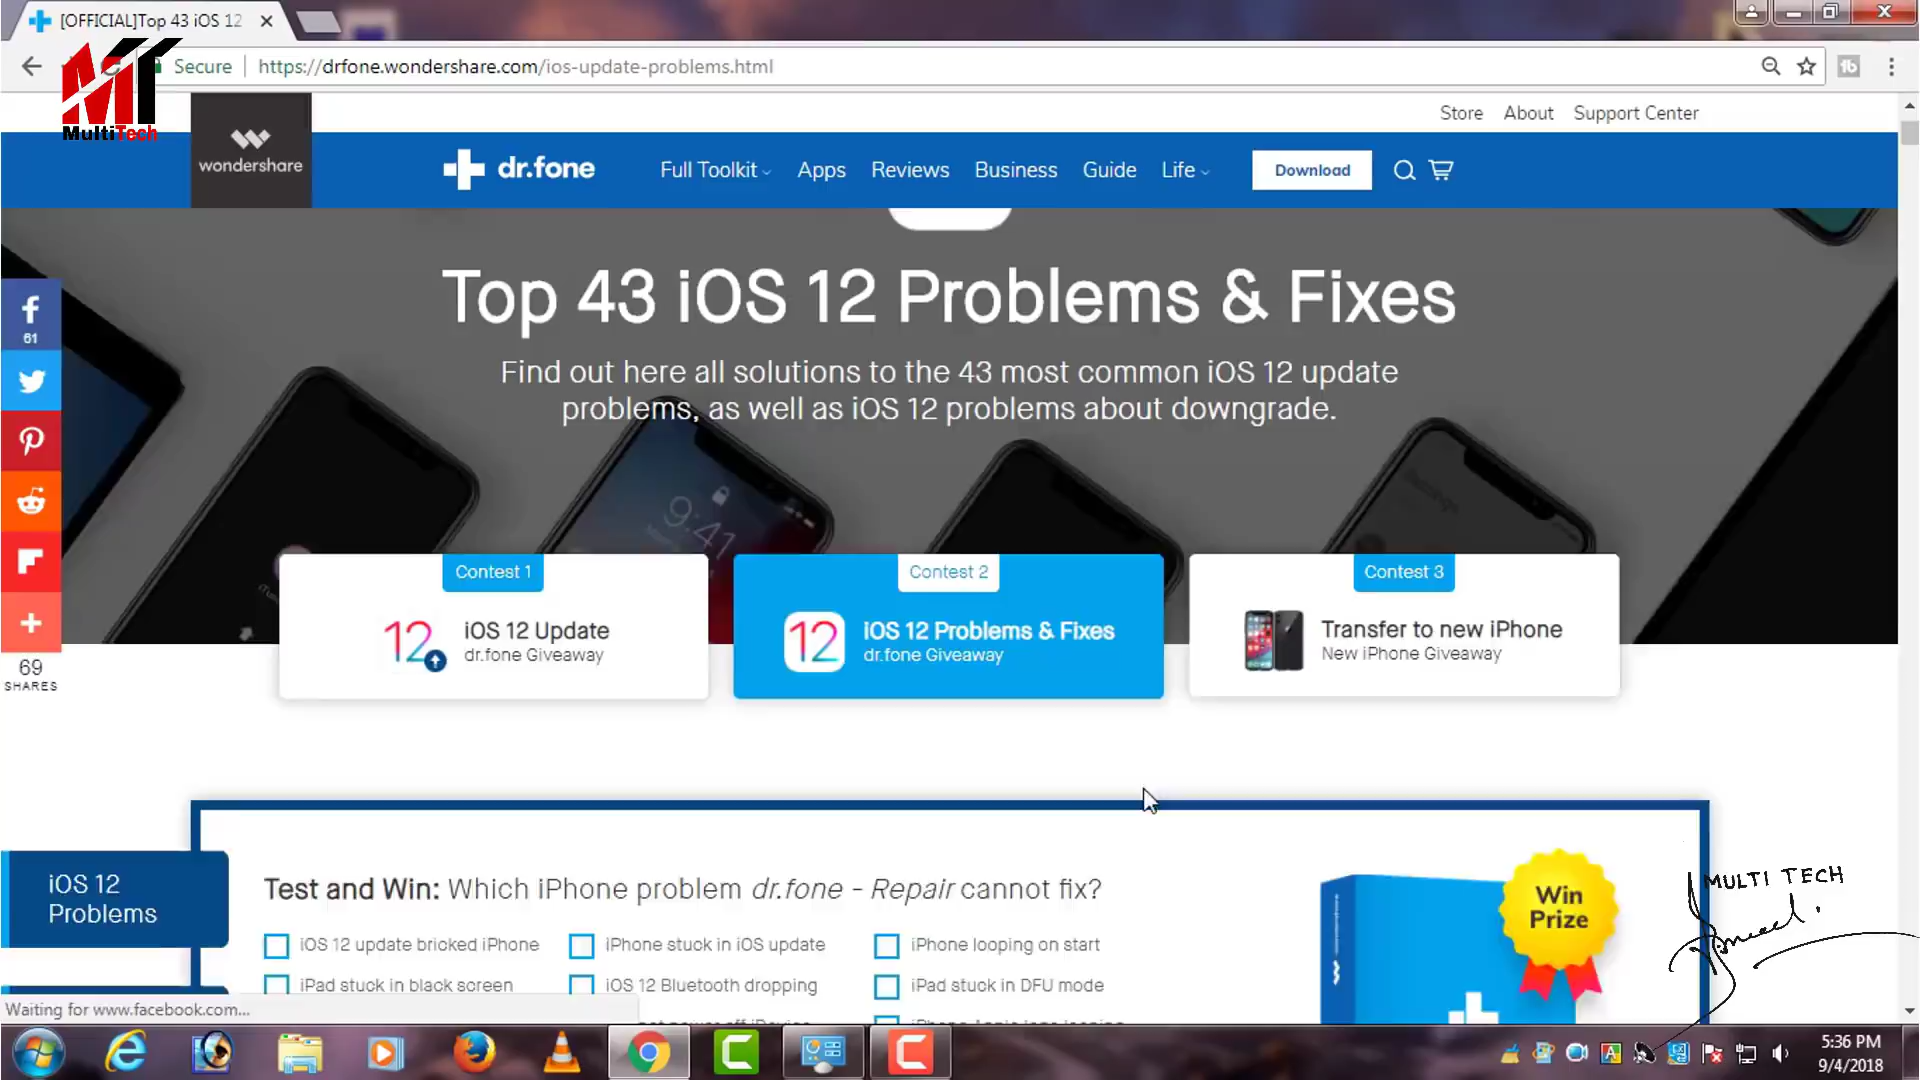 [OFFICIAL]Top 43 iOS 12
Secure
https://drfone.wondershare.com/ios-update-problems.html
MT
MultiTech
wondershare
Store About Support Center
dr.fone
Full Toolkit Apps Reviews Business Guide Life
Download
Top 43 iOS 12 Problems & Fixes
Find out here all solutions to the 43 most common iOS 12 update
problems, as well as iOS 12 problems about downgrade.
61
69
SHARES
9:41
Contest 1
12
iOS 12 Update
dr.fone Giveaway
Contest 2
12
iOS 12 Problems & Fixes
dr.fone Giveaway
Contest 3
Transfer to new iPhone
New iPhone Giveaway
iOS 12
Problems
Test and Win: Which iPhone problem dr.fone - Repair cannot fix?
iOS 12 update bricked iPhone
iPhone stuck in iOS update
iPhone looping on start
iPad stuck in black screen
iOS 12 Bluetooth dropping
iPad stuck in DFU mode
Win
Prize
MULTI TECH
Waiting for www.facebook.com...
5:36 PM
9/4/2018